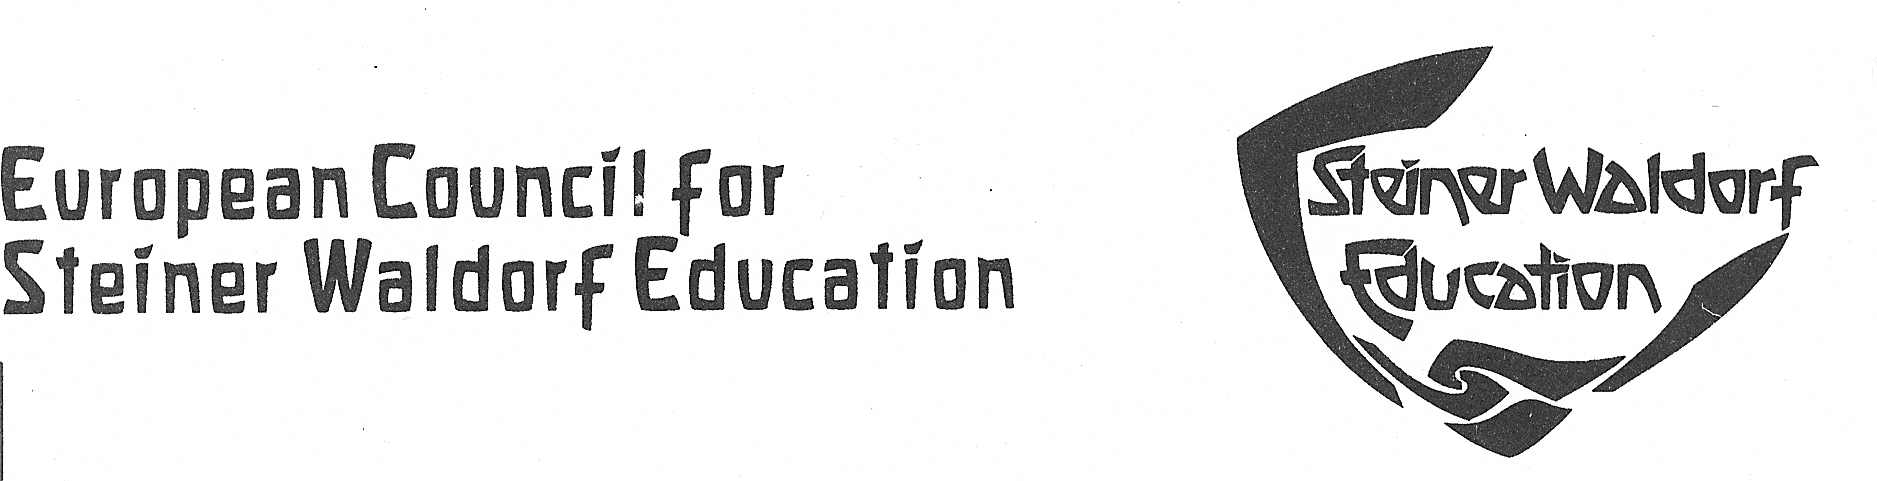 European Council for
Steiner Waldorf Education
Steiner Waldorf
Education